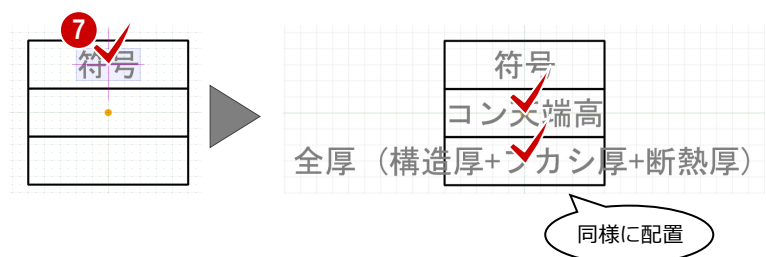 7
符号
符号
コン天端高
全厚（構造厚+フカシ厚+断熱厚）
同様に配置